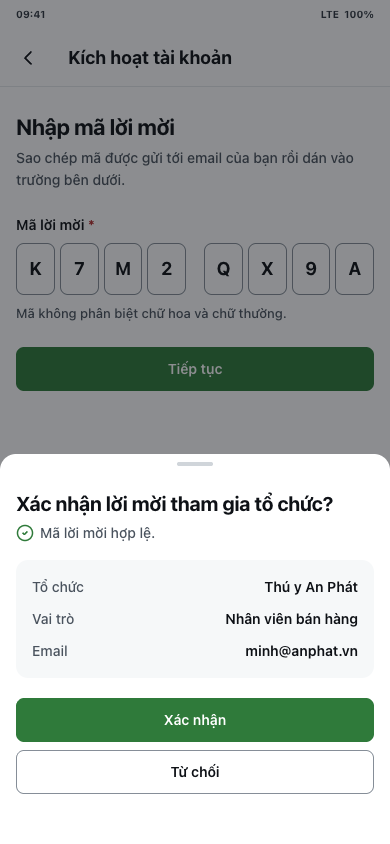 09:41 LTE 100%
Kích hoạt tài khoản
Nhập mã lời mời
Sao chép mã được gửi tới email của bạn rồi dán vào
trường bên dưới.
Mã lời mời *
K 7 M 2 Q X 9 A
Mã không phân biệt chữ hoa và chữ thường.
Tiếp tục
Xác nhận lời mời tham gia tổ chức?
Mã lời mời hợp lệ.
Tổ chức Thú y An Phát
Vai trò Nhân viên bán hàng
Email minh@anphat.vn
Xác nhận
Từ chối